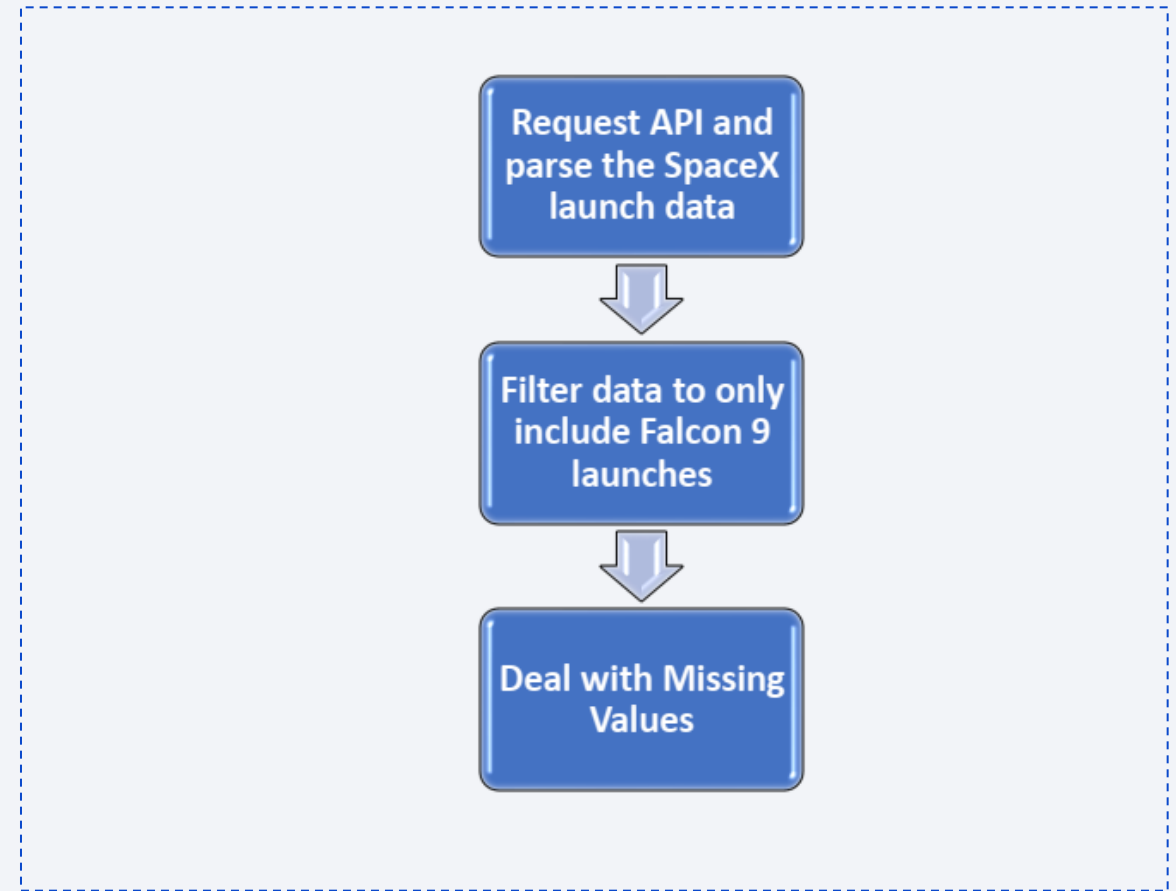 Request API and
parse the SpaceX
launch data
Filter data to only
include Falcon 9
launches
Deal with Missing
Values